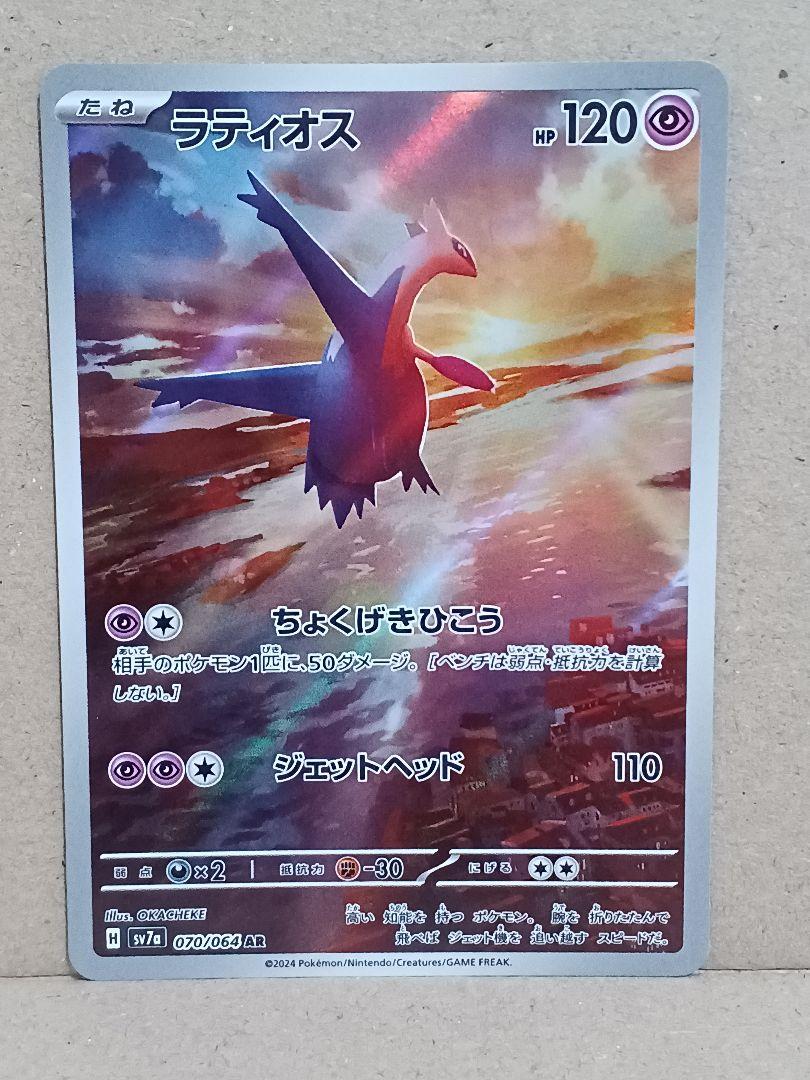 たね ラティオス HP 120
ちょくげきひこう
相手のポケモン1匹に、50ダメージ。[ベンチは弱点・抵抗力を計算
しない。]
ジェットヘッド 110
弱点 ×2 抵抗力 -30 にげる
Illus. OKACHEKE
高い 知能を 持つ ポケモン。 腕を 折りたたんで
飛べば ジェット機を 追い越す スピードだ。
H sv7a 070/064 AR
©2024 Pokémon/Nintendo/Creatures/GAME FREAK.